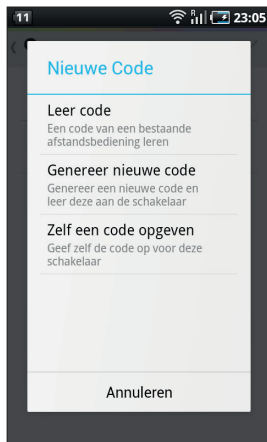 11
R
23:05
Nieuwe Code
Leer code
Een code van een bestaande
afstandsbediening leren
Genereer nieuwe code
Genereer een nieuwe code en
leer deze aan de schakelaar
Zelf een code opgeven
Geef zelf de code op voor deze
schakelaar
Annuleren